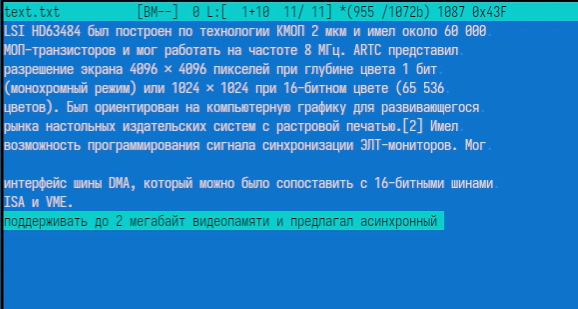 text.txt [BM--] 0 L:[ 1+10 11/ 11] *(955 /1072b) 1087 0x43F
LSI HD63484 был построен по технологии КМОП 2 мкм и имел около 60 000
МОП-транзисторов и мог работать на частоте 8 МГц. ARTC представил
разрешение экрана 4096 × 4096 пикселей при глубине цвета 1 бит
(монохромный режим) или 1024 × 1024 при 16-битном цвете (65 536
цветов). Был ориентирован на компьютерную графику для развивающегося
рынка настольных издательских систем с растровой печатью.[2] Имел
возможность программирования сигнала синхронизации ЭЛТ-мониторов. Мог
интерфейс шины DMA, который можно было сопоставить с 16-битными шинами
ISA и VME.
поддерживать до 2 мегабайт видеопамяти и предлагал асинхронный